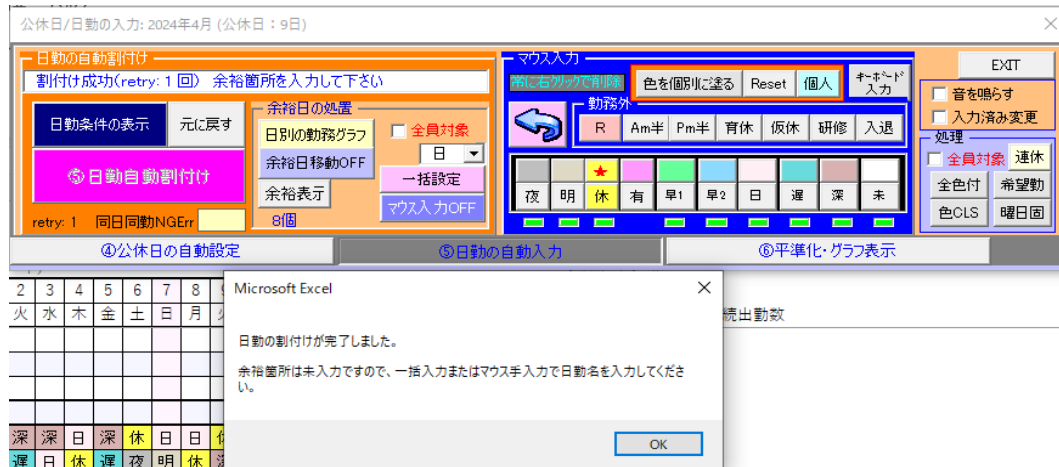 公休日/日勤の入力: 2024年4月 (公休日：9日)
日勤の自動割付け
割付け成功(retry: 1 回) 余裕箇所を入力して下さい
日勤条件の表示
元に戻す
⑤日勤自動割付け
retry: 1 同日同勤NGErr
余裕日の処置
日別の勤務グラフ
全員対象
余裕日移動OFF
日
余裕表示
一括設定
8個
マウス入力OFF
マウス入力
常に右クリックで削除
色を個別に塗る
Reset
個人
キーボード
入力
勤務外
R Am半 Pm半 育休 仮休 研修 入退
★
夜 明 休 有 早1 早2 日 遅 深 未
EXIT
音を鳴らす
入力済み変更
処理
全員対象 連休
全色付 希望勤
色CLS 曜日固
④公休日の自動設定 ⑤日勤の自動入力 ⑥平準化・グラフ表示
2 3 4 5 6 7 8
火 水 木 金 土 日 月
続出勤数
Microsoft Excel
日勤の割付けが完了しました。
余裕箇所は未入力ですので、一括入力またはマウス手入力で日勤名を入力してくださ
い。
OK
深 深 日 深 休 日 日 休
遅 日 休 遅 夜 明 休